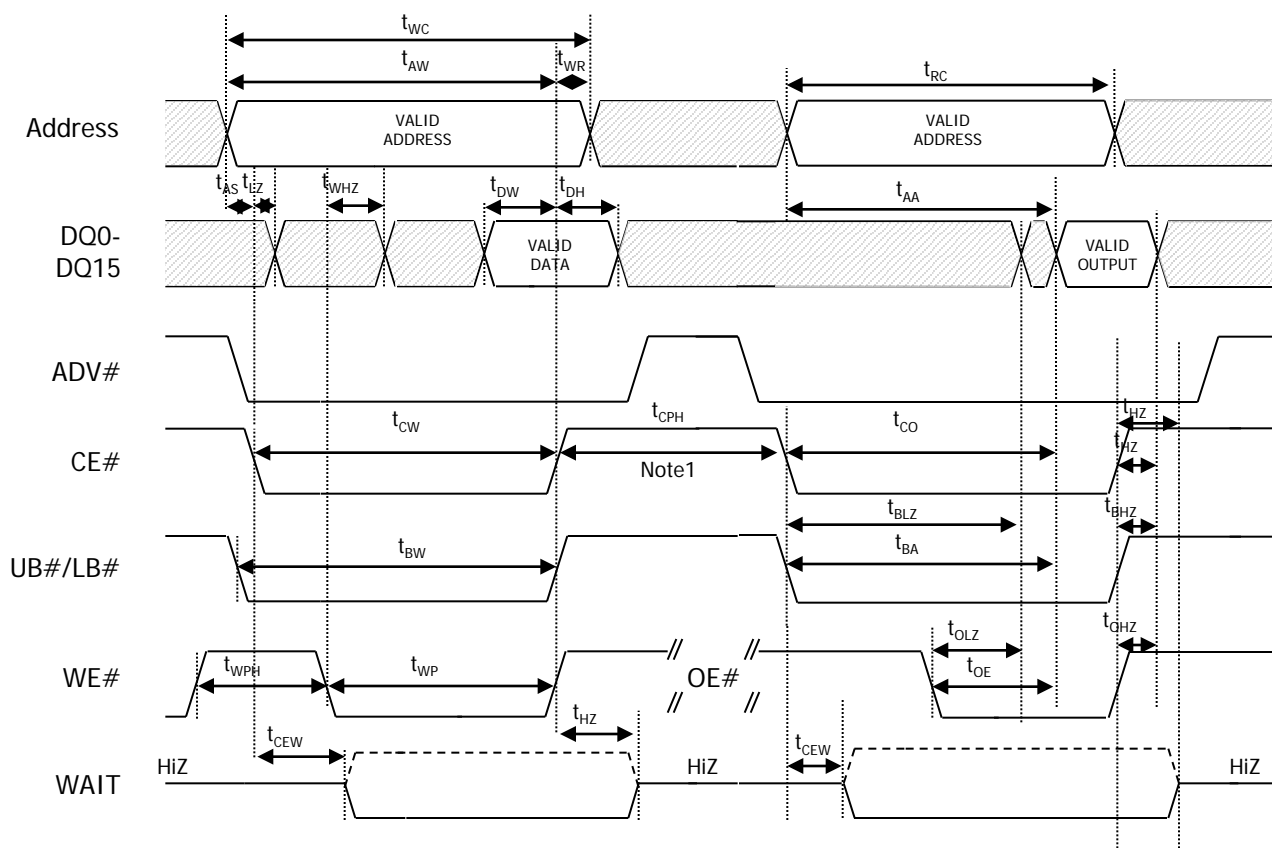 tWC
tAW tWR tRC
Address VALID ADDRESS VALID ADDRESS
tAS tLZ tWHZ tDW tDH tAA
DQ0-DQ15 VALID DATA VALID OUTPUT
ADV#
tCW tCPH tCO tHZ
CE# Note1 tHZ
tBLZ tBHZ
UB#/LB# tBW tBA
tOLZ tOHZ
WE# tWPH tWP // // OE# // // tOE
tCEW tHZ tCEW
WAIT HiZ HiZ HiZ